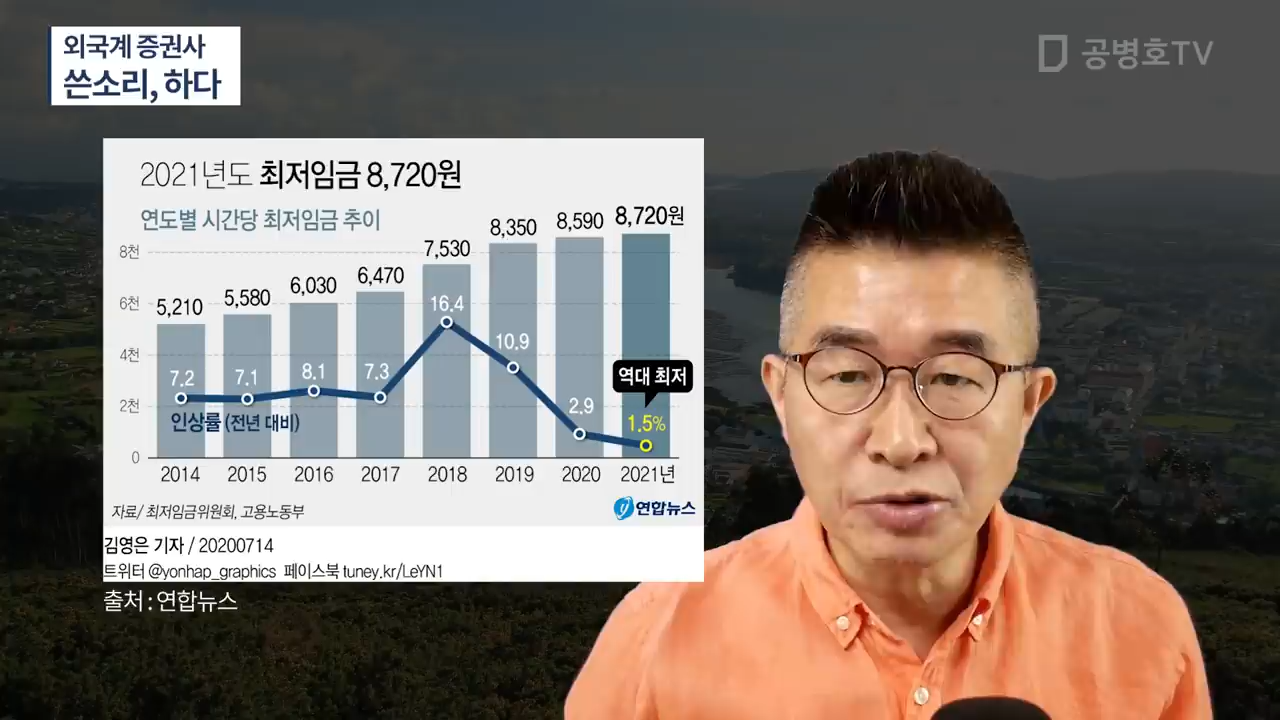 외국계 증권사
쓴소리, 하다
공병호TV
2021년도 최저임금 8,720원
연도별 시간당 최저임금 추이
8천
6천
4천
2천
0
5,210
5,580
6,030
6,470
7,530
8,350
8,590
8,720원
7.2
7.1
8.1
7.3
16.4
10.9
2.9
1.5%
역대 최저
인상률 (전년 대비)
2014
2015
2016
2017
2018
2019
2020
2021년
자료/ 최저임금위원회, 고용노동부
연합뉴스
김영은 기자 / 20200714
트위터 @yonhap_graphics 페이스북 tuney.kr/LeYN1
출처 : 연합뉴스